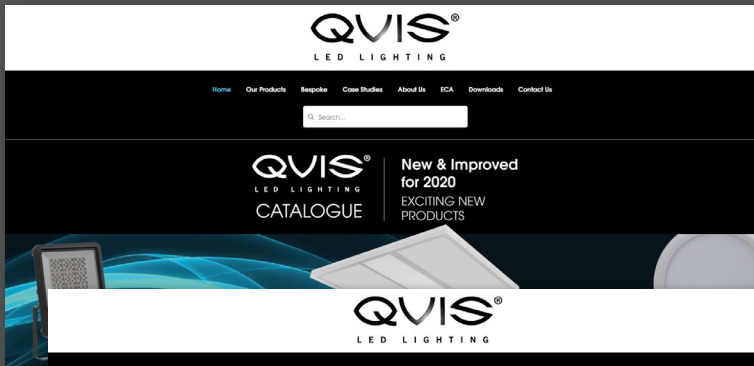 QVIS®
LED LIGHTING
Home Our Products Bespoke Case Studies About Us ECA Downloads Contact Us
Search...
QVIS®
LED LIGHTING
CATALOGUE
New & Improved
for 2020
EXCITING NEW
PRODUCTS
QVIS®
LED LIGHTING